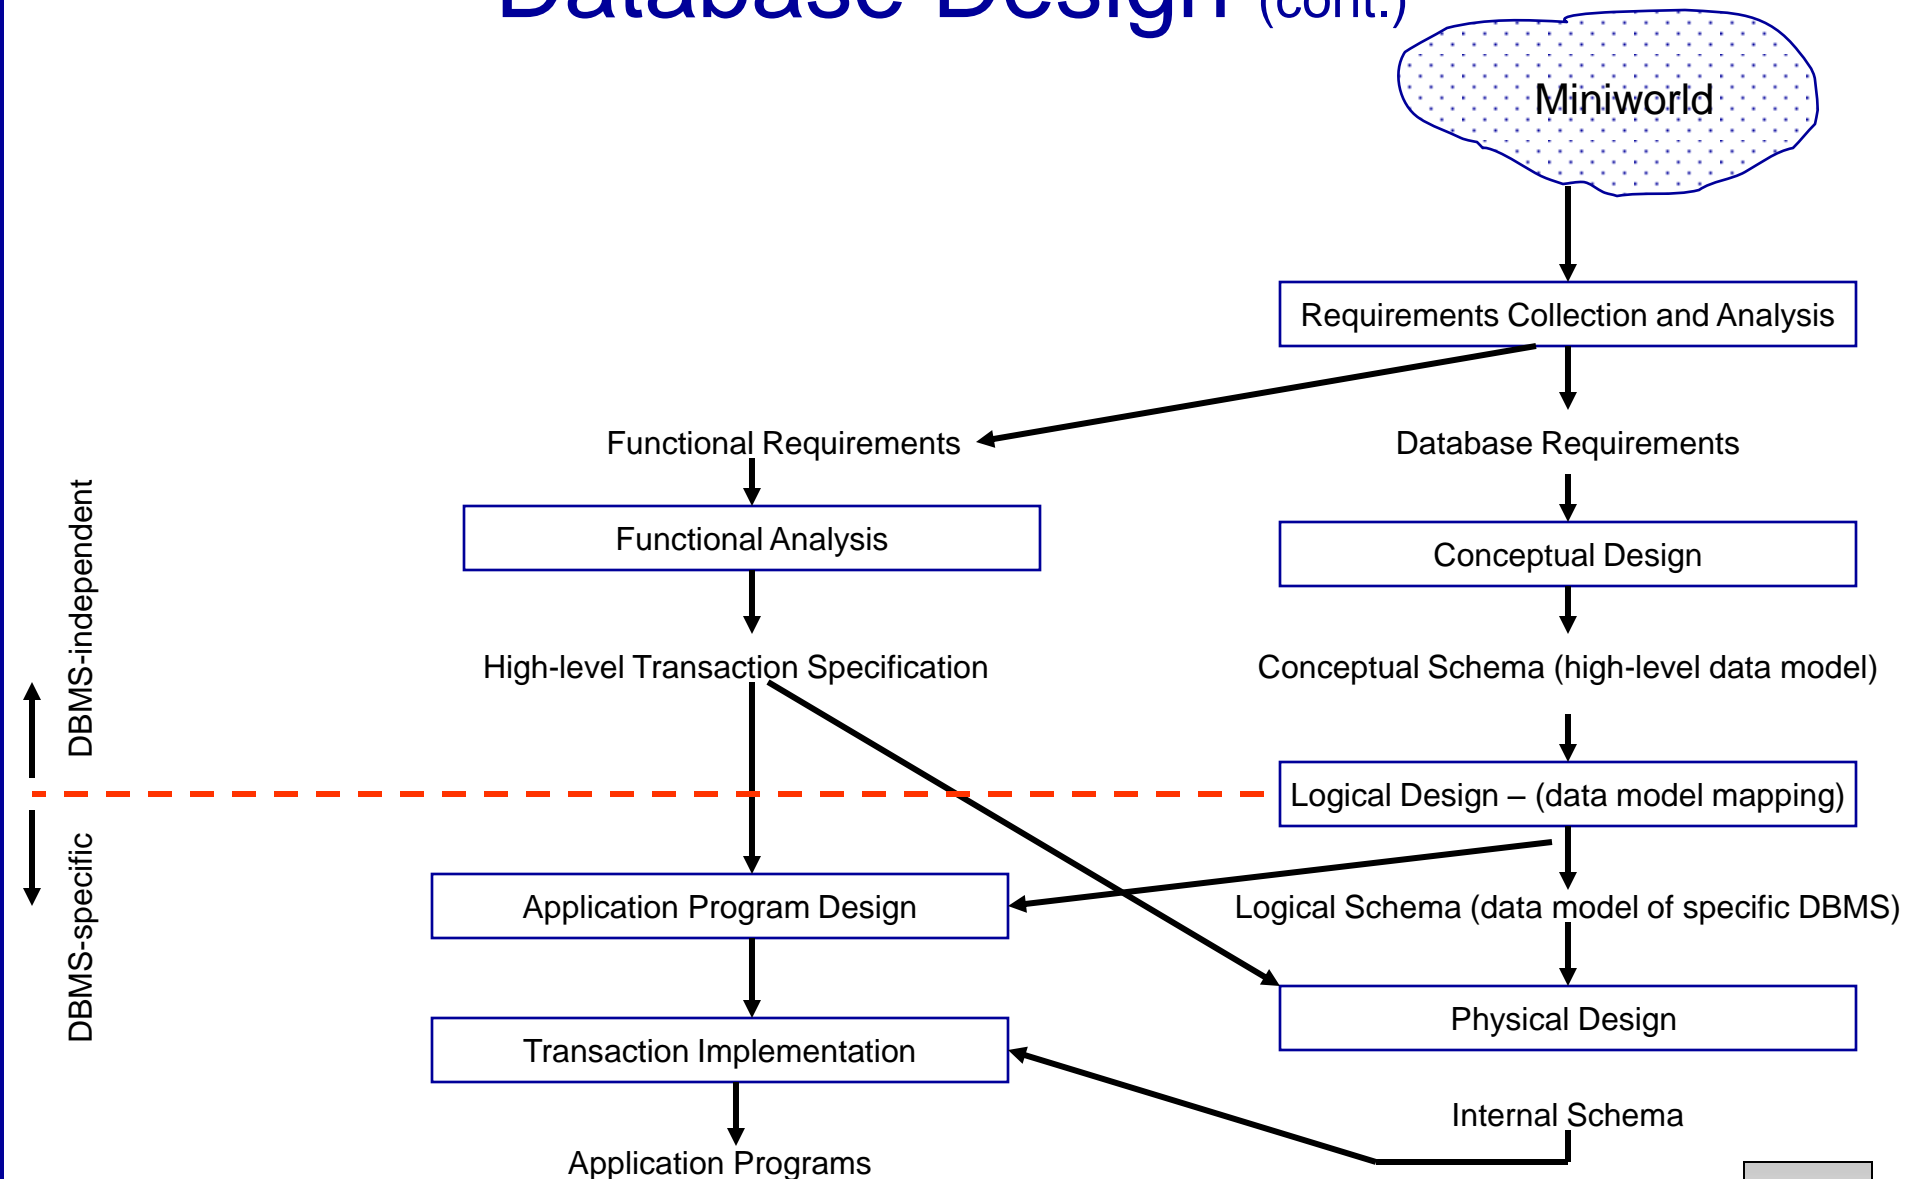 Database Design (cont.)
Miniworld
Requirements Collection and Analysis
Functional Requirements
Database Requirements
Functional Analysis
Conceptual Design
High-level Transaction Specification
Conceptual Schema (high-level data model)
DBMS-independent
Logical Design – (data model mapping)
DBMS-specific
Application Program Design
Logical Schema (data model of specific DBMS)
Physical Design
Transaction Implementation
Internal Schema
Application Programs